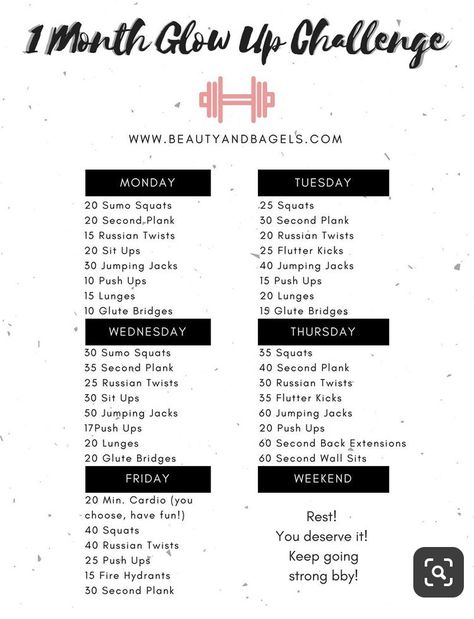 1 Month Glow Up Challenge
WWW.BEAUTYANDBAGELS.COM
MONDAY
20 Sumo Squats
20 Second Plank
15 Russian Twists
20 Sit Ups
30 Jumping Jacks
10 Push Ups
15 Lunges
10 Glute Bridges
TUESDAY
25 Squats
30 Second Plank
20 Russian Twists
25 Flutter Kicks
40 Jumping Jacks
15 Push Ups
20 Lunges
15 Glute Bridges
WEDNESDAY
30 Sumo Squats
35 Second Plank
25 Russian Twists
30 Sit Ups
50 Jumping Jacks
17Push Ups
20 Lunges
20 Glute Bridges
THURSDAY
35 Squats
40 Second Plank
30 Russian Twists
35 Flutter Kicks
60 Jumping Jacks
20 Push Ups
60 Second Back Extensions
60 Second Wall Sits
FRIDAY
20 Min. Cardio (you
choose, have fun!)
40 Squats
40 Russian Twists
25 Push Ups
15 Fire Hydrants
30 Second Plank
WEEKEND
Rest!
You deserve it!
Keep going
strong bby!